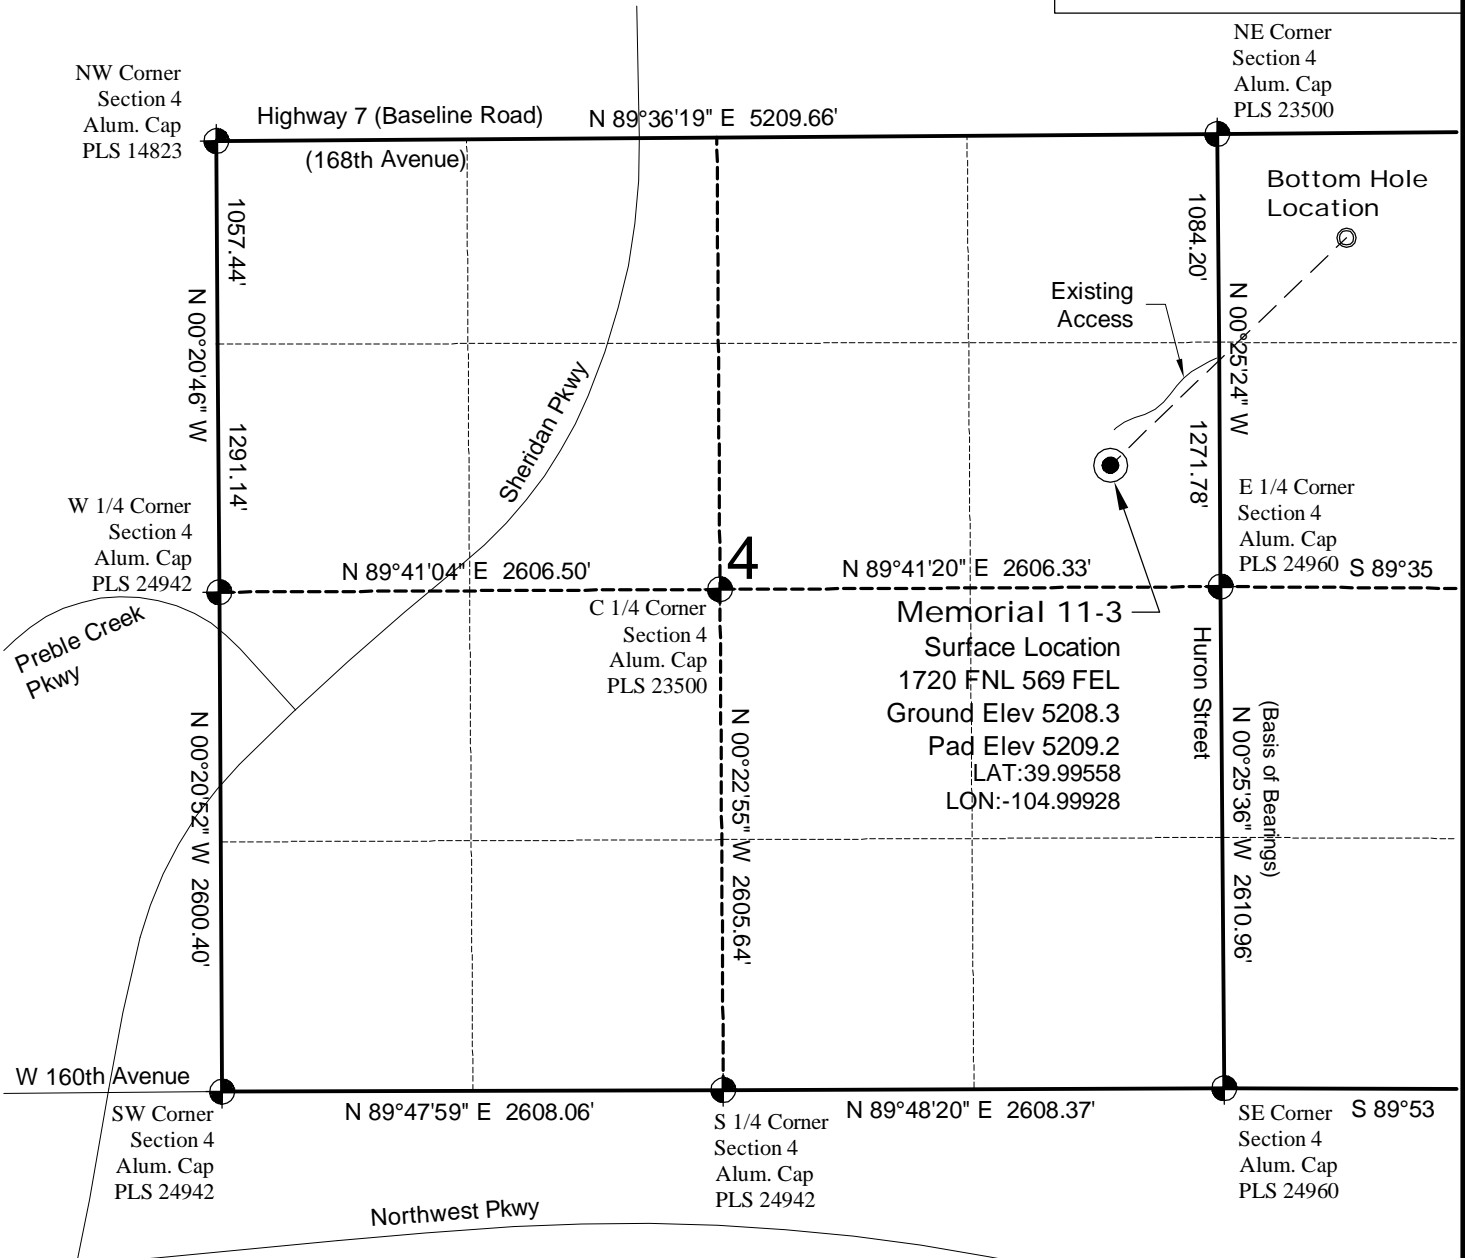 NE Corner
Section 4
Alum. Cap
PLS 23500
NW Corner
Section 4
Alum. Cap
PLS 14823
Highway 7 (Baseline Road)
N 89°36'19" E 5209.66'
(168th Avenue)
Bottom Hole
Location
1057.44'
1084.20'
Existing
Access
N 00°20'46" W
N 00°25'24" W
Sheridan Pkwy
1291.14'
1271.78'
W 1/4 Corner
Section 4
Alum. Cap
PLS 24942
E 1/4 Corner
Section 4
Alum. Cap
PLS 24960
4
N 89°41'04" E 2606.50'
N 89°41'20" E 2606.33'
S 89°35
C 1/4 Corner
Section 4
Alum. Cap
PLS 23500
Memorial 11-3
Surface Location
1720 FNL 569 FEL
Ground Elev 5208.3
Pad Elev 5209.2
LAT:39.99558
LON:-104.99928
Preble Creek
Pkwy
Huron Street
N 00°20'52" W 2600.40'
N 00°22'55" W 2605.64'
N 00°25'36" W 2610.96'
(Basis of Bearings)
W 160th Avenue
SW Corner
Section 4
Alum. Cap
PLS 24942
N 89°47'59" E 2608.06'
S 1/4 Corner
Section 4
Alum. Cap
PLS 24942
N 89°48'20" E 2608.37'
SE Corner
Section 4
Alum. Cap
PLS 24960
S 89°53
Northwest Pkwy